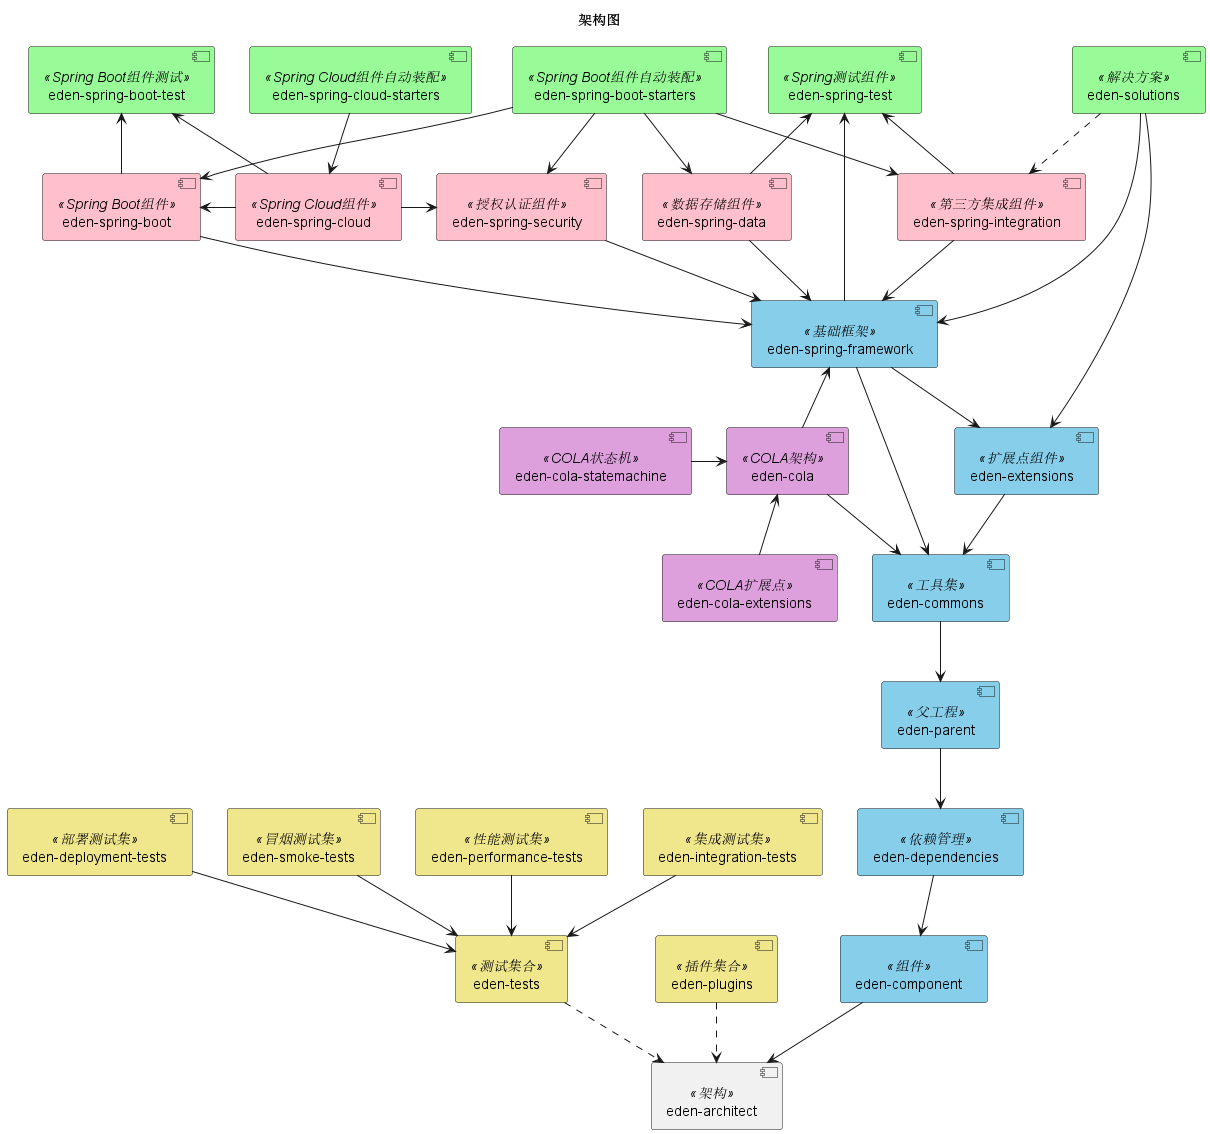 架构图
«Spring Boot组件测试»
eden-spring-boot-test
«Spring Cloud组件自动装配»
eden-spring-cloud-starters
«Spring Boot组件自动装配»
eden-spring-boot-starters
«Spring测试组件»
eden-spring-test
«解决方案»
eden-solutions
«Spring Boot组件»
eden-spring-boot
«Spring Cloud组件»
eden-spring-cloud
«授权认证组件»
eden-spring-security
«数据存储组件»
eden-spring-data
«第三方集成组件»
eden-spring-integration
«基础框架»
eden-spring-framework
«COLA状态机»
eden-cola-statemachine
«COLA架构»
eden-cola
«扩展点组件»
eden-extensions
«COLA扩展点»
eden-cola-extensions
«工具集»
eden-commons
«父工程»
eden-parent
«部署测试集»
eden-deployment-tests
«冒烟测试集»
eden-smoke-tests
«性能测试集»
eden-performance-tests
«集成测试集»
eden-integration-tests
«依赖管理»
eden-dependencies
«测试集合»
eden-tests
«插件集合»
eden-plugins
«组件»
eden-component
«架构»
eden-architect